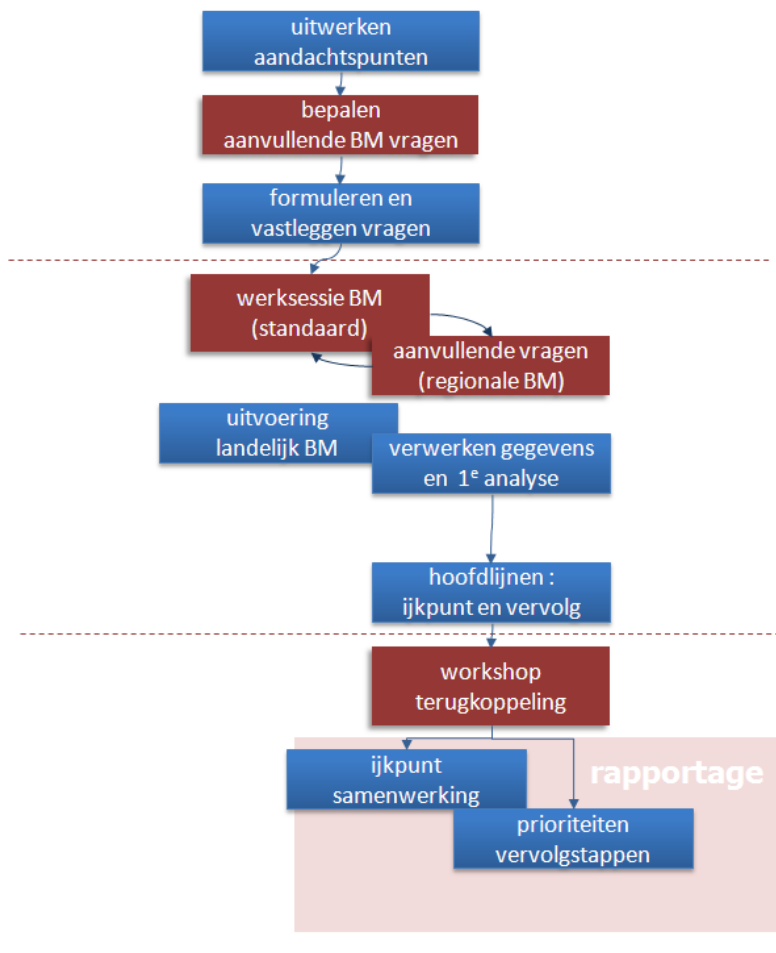 uitwerken
aandachtspunten
bepalen
aanvullende BM vragen
formuleren en
vastleggen vragen
werksessie BM
(standaard)
aanvullende vragen
(regionale BM)
uitvoering
landelijk BM
verwerken gegevens
en 1e analyse
hoofdlijnen :
ijkpunt en vervolg
workshop
terugkoppeling
rapportage
ijkpunt
samenwerking
prioriteiten
vervolgstappen